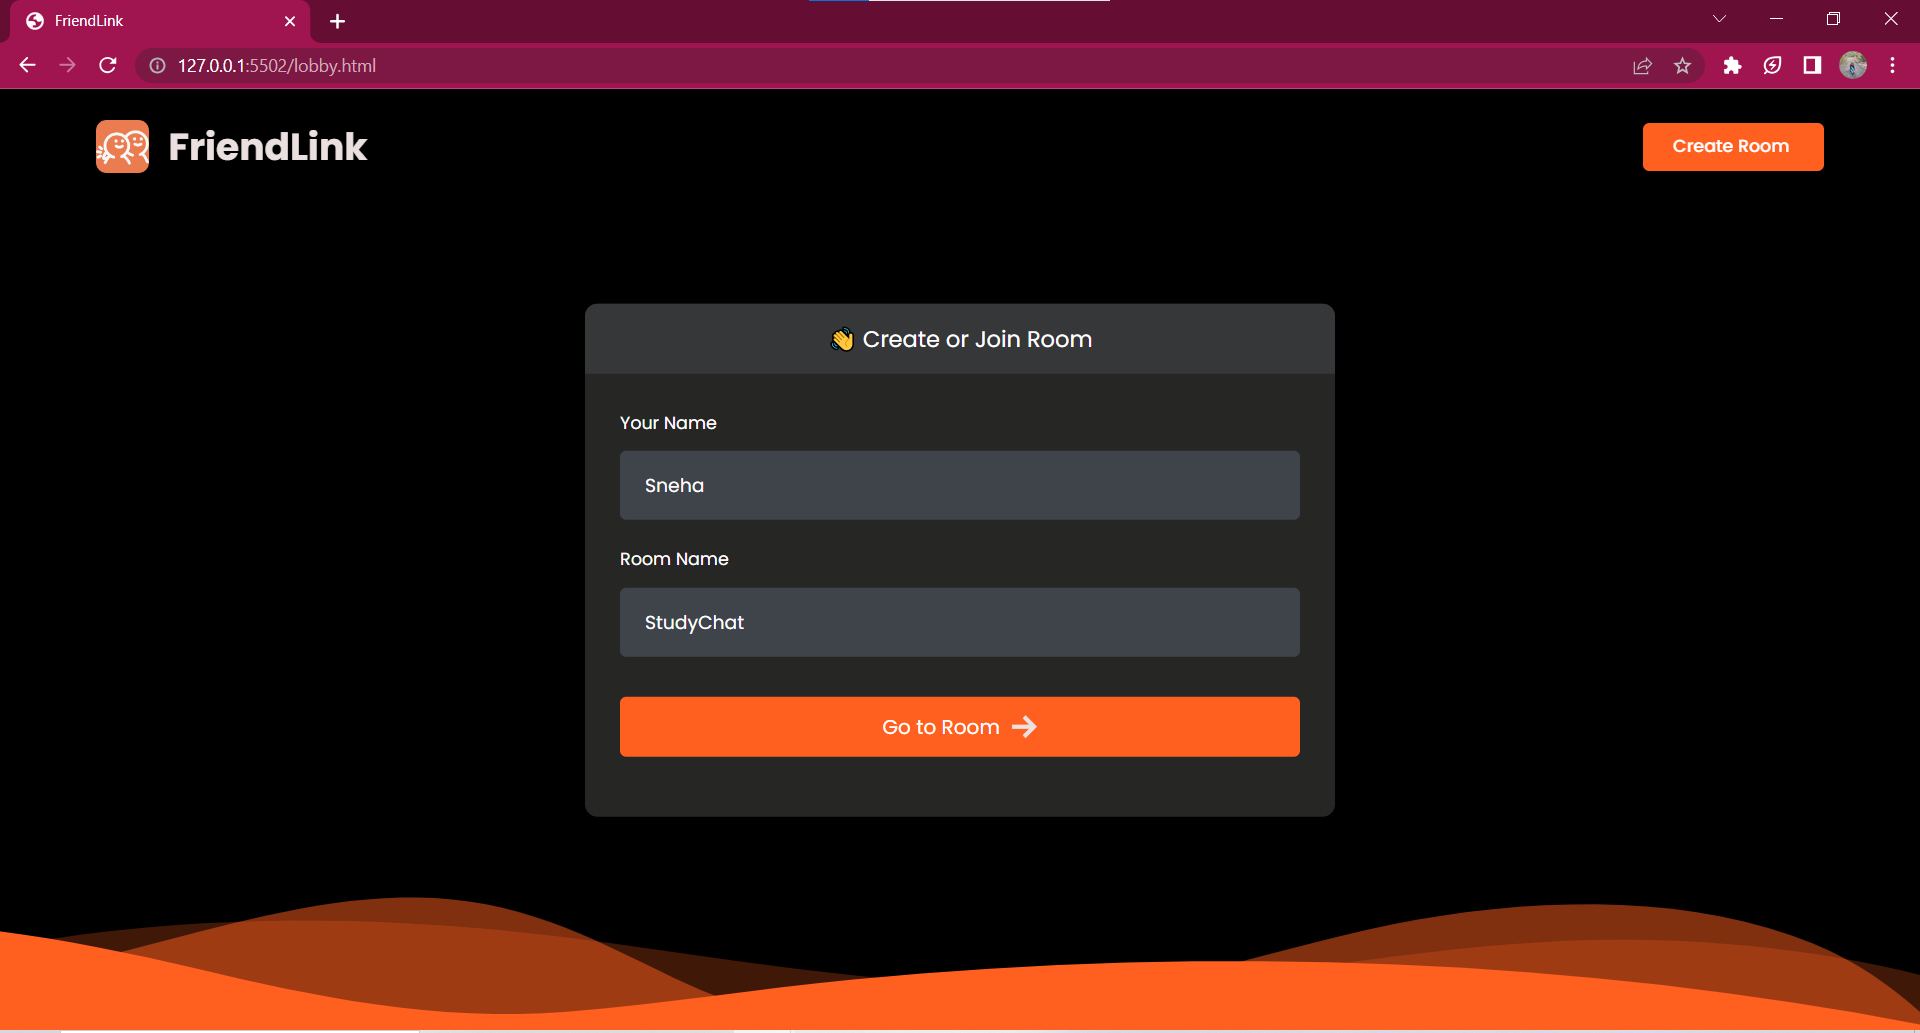 FriendLink
127.0.0.1:5502/lobby.html
FriendLink
Create Room
👋 Create or Join Room
Your Name
Sneha
Room Name
StudyChat
Go to Room →